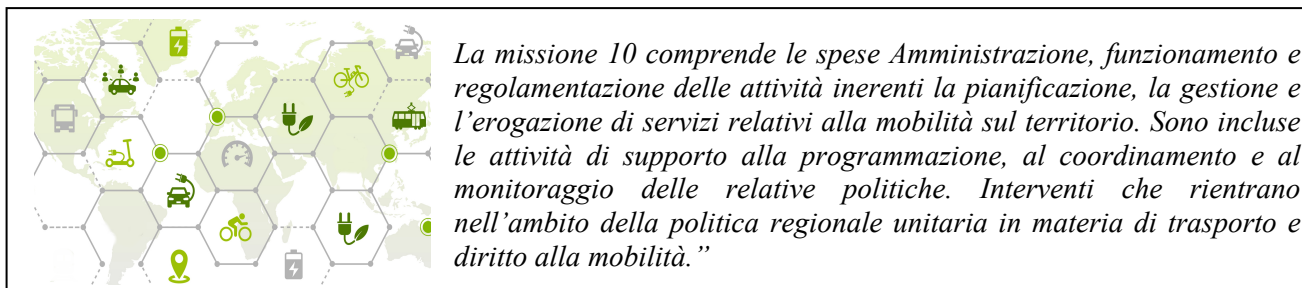 La missione 10 comprende le spese Amministrazione, funzionamento e
regolamentazione delle attività inerenti la pianificazione, la gestione e
l’erogazione di servizi relativi alla mobilità sul territorio. Sono incluse
le attività di supporto alla programmazione, al coordinamento e al
monitoraggio delle relative politiche. Interventi che rientrano
nell’ambito della politica regionale unitaria in materia di trasporto e
diritto alla mobilità.”